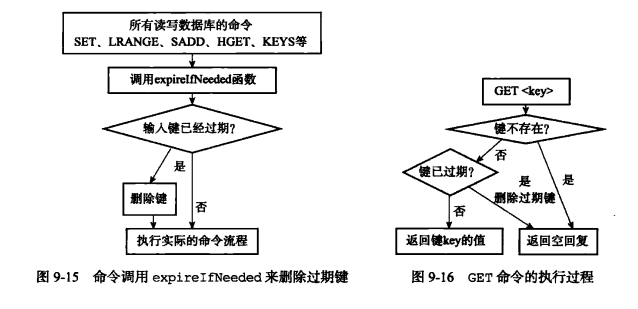 所有读写数据库的命令
SET、LRANGE、SADD、HGET、KEYS等
调用expireIfNeeded函数
输入键已经过期?
是
否
删除键
执行实际的命令流程
图 9-15 命令调用 expireIfNeeded 来删除过期键
GET <key>
键不存在?
否
是
键已过期?
是
删除过期键
否
返回键key的值
返回空回复
图 9-16 GET 命令的执行过程